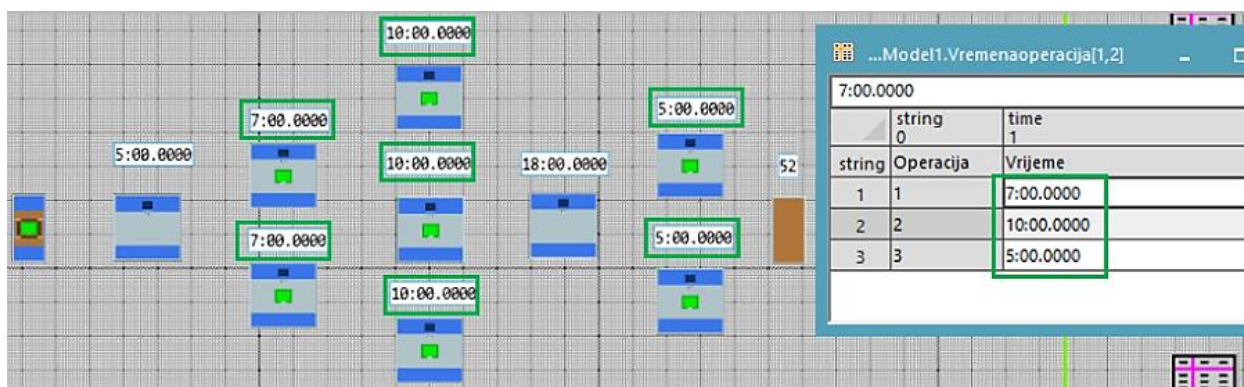 10:00.0000
7:00.0000
5:00.0000
5:00.0000
10:00.0000
18:00.0000
52
7:00.0000
5:00.0000
10:00.0000
...Model1.Vremenaoperacija[1,2]
7:00.0000
string time
0 1
string Operacija Vrijeme
1 1 7:00.0000
2 2 10:00.0000
3 3 5:00.0000